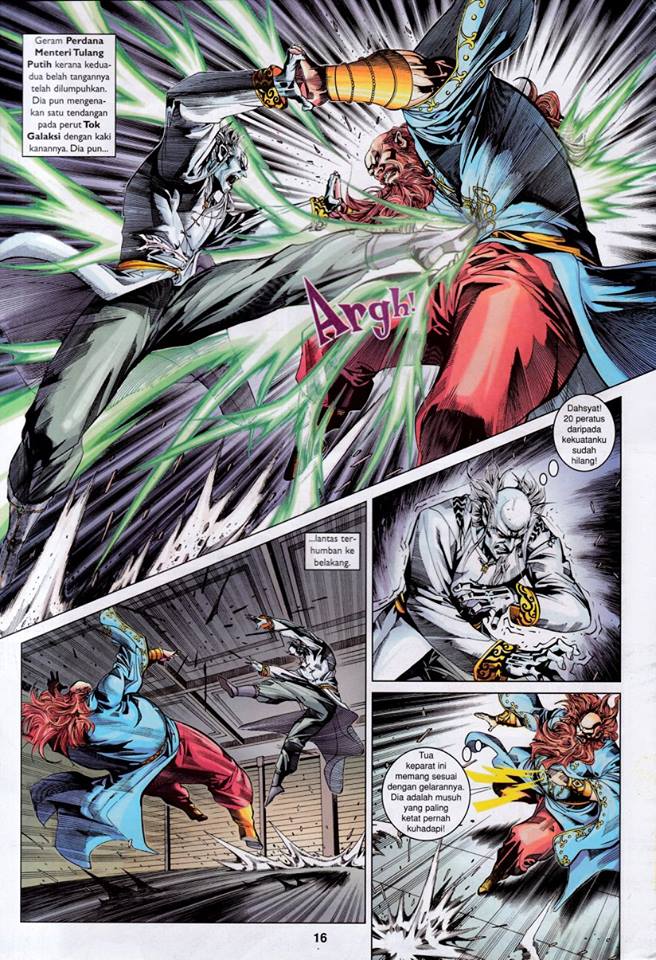 Geram Perdana
Menteri Tulang
Putih kerana kedua-
dua belah tangannya
telah dilumpuhkan.
Dia pun mengena-
kan satu tendangan
pada perut Tok
Galaksi dengan kaki
kanannya. Dia pun...
Argh!
...lantas ter-
humban ke
belakang.
Dahsyat!
20 peratus
daripada
kekuatanku
sudah
hilang!
Tua
keparat ini
memang sesuai
dengan gelarannya.
Dia adalah musuh
yang paling
ketat pernah
kuhadapi!
16